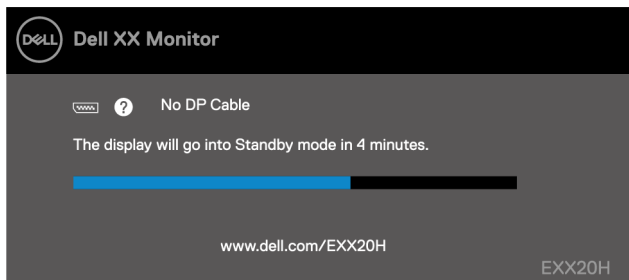 DELL Dell XX Monitor
? No DP Cable
The display will go into Standby mode in 4 minutes.
www.dell.com/EXX20H
EXX20H